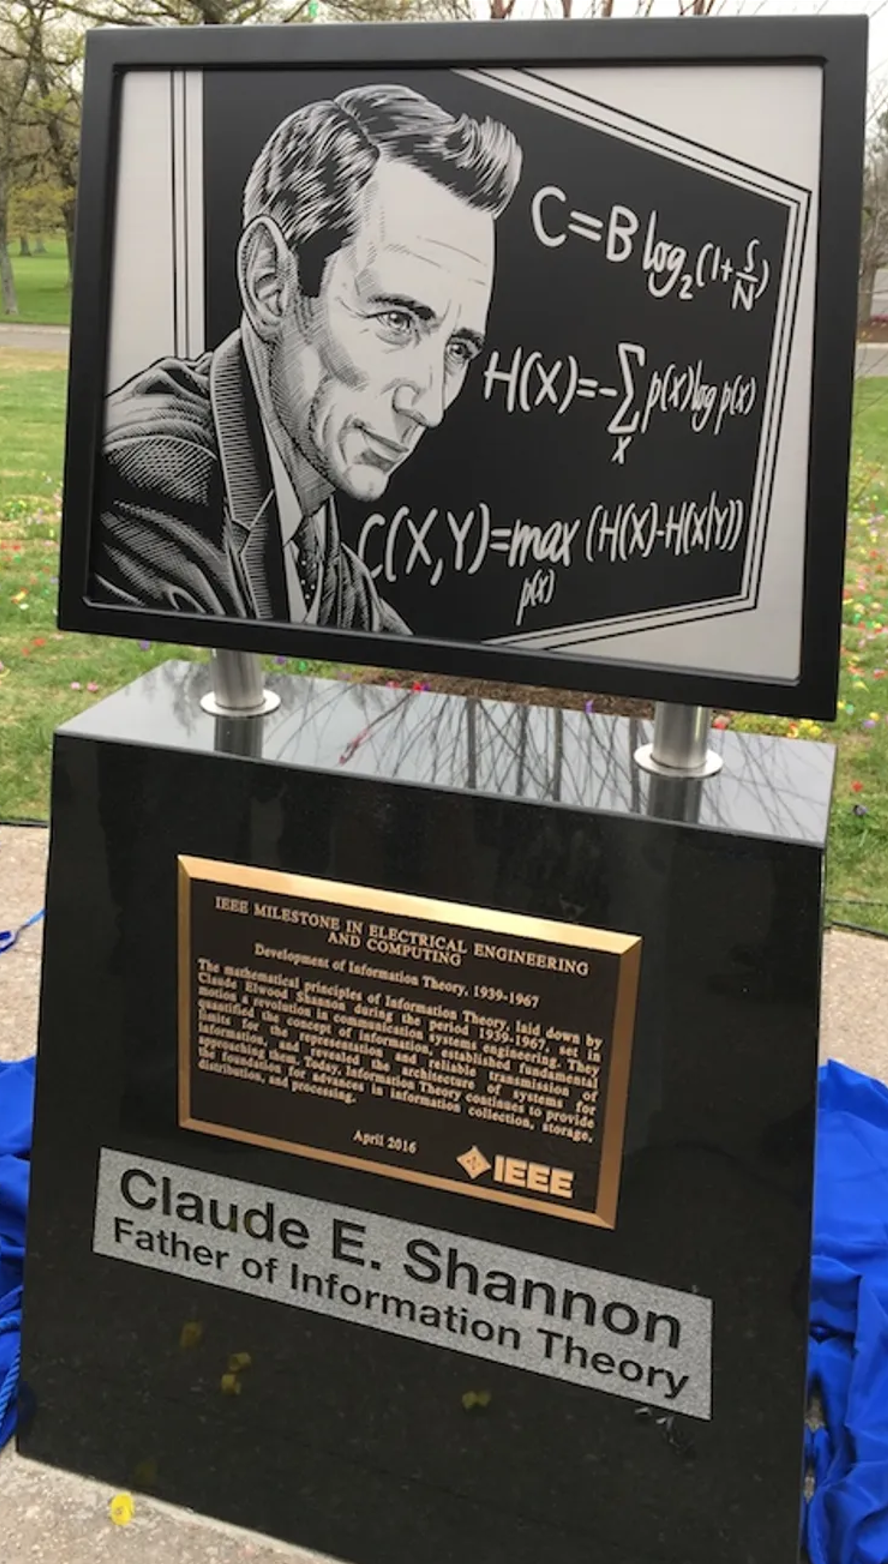 C=B log₂(1+S/N)
H(X)=-∑ₓ p(x)log p(x)
C(X,Y)=max (H(X)-H(X|Y))
p(x)
IEEE MILESTONE IN ELECTRICAL ENGINEERING
AND COMPUTING
Development of Information Theory, 1939-1967
The mathematical principles of Information Theory, laid down by
Claude Elwood Shannon during the period 1939-1967, set in
motion a revolution in communication systems engineering. They
quantified the concept of information, established fundamental
limits for the representation and reliable transmission of
information, and revealed the architecture of systems for
approaching them. Today, Information Theory continues to provide
the foundation for advances in information collection, storage,
distribution, and processing.
April 2016
IEEE
Claude E. Shannon
Father of Information Theory